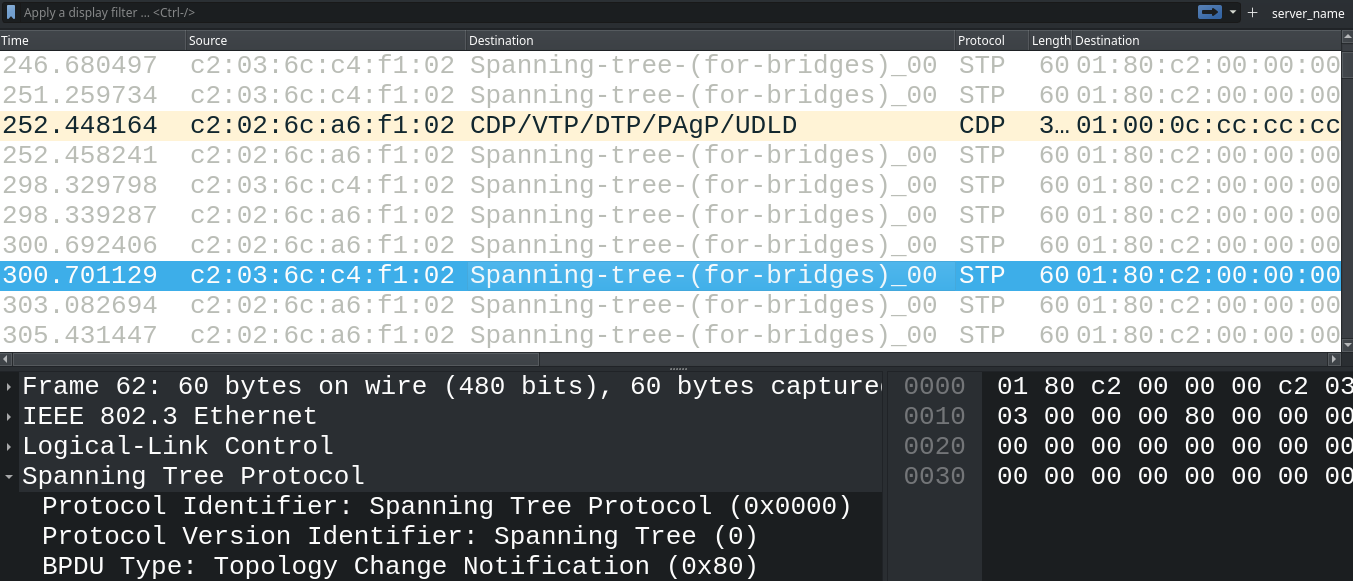 Apply a display filter ... <Ctrl-/> + server_name
Time Source Destination Protocol Length Destination
246.680497 c2:03:6c:c4:f1:02 Spanning-tree-(for-bridges)_00 STP 60 01:80:c2:00:00:00
251.259734 c2:03:6c:c4:f1:02 Spanning-tree-(for-bridges)_00 STP 60 01:80:c2:00:00:00
252.448164 c2:02:6c:a6:f1:02 CDP/VTP/DTP/PAgP/UDLD CDP 3… 01:00:0c:cc:cc:cc
252.458241 c2:02:6c:a6:f1:02 Spanning-tree-(for-bridges)_00 STP 60 01:80:c2:00:00:00
298.329798 c2:03:6c:c4:f1:02 Spanning-tree-(for-bridges)_00 STP 60 01:80:c2:00:00:00
298.339287 c2:02:6c:a6:f1:02 Spanning-tree-(for-bridges)_00 STP 60 01:80:c2:00:00:00
300.692406 c2:02:6c:a6:f1:02 Spanning-tree-(for-bridges)_00 STP 60 01:80:c2:00:00:00
300.701129 c2:03:6c:c4:f1:02 Spanning-tree-(for-bridges)_00 STP 60 01:80:c2:00:00:00
303.082694 c2:02:6c:a6:f1:02 Spanning-tree-(for-bridges)_00 STP 60 01:80:c2:00:00:00
305.431447 c2:02:6c:a6:f1:02 Spanning-tree-(for-bridges)_00 STP 60 01:80:c2:00:00:00
Frame 62: 60 bytes on wire (480 bits), 60 bytes captured
IEEE 802.3 Ethernet
Logical-Link Control
Spanning Tree Protocol
Protocol Identifier: Spanning Tree Protocol (0x0000)
Protocol Version Identifier: Spanning Tree (0)
BPDU Type: Topology Change Notification (0x80)
0000 01 80 c2 00 00 00 c2 03
0010 03 00 00 00 80 00 00 00
0020 00 00 00 00 00 00 00 00
0030 00 00 00 00 00 00 00 00